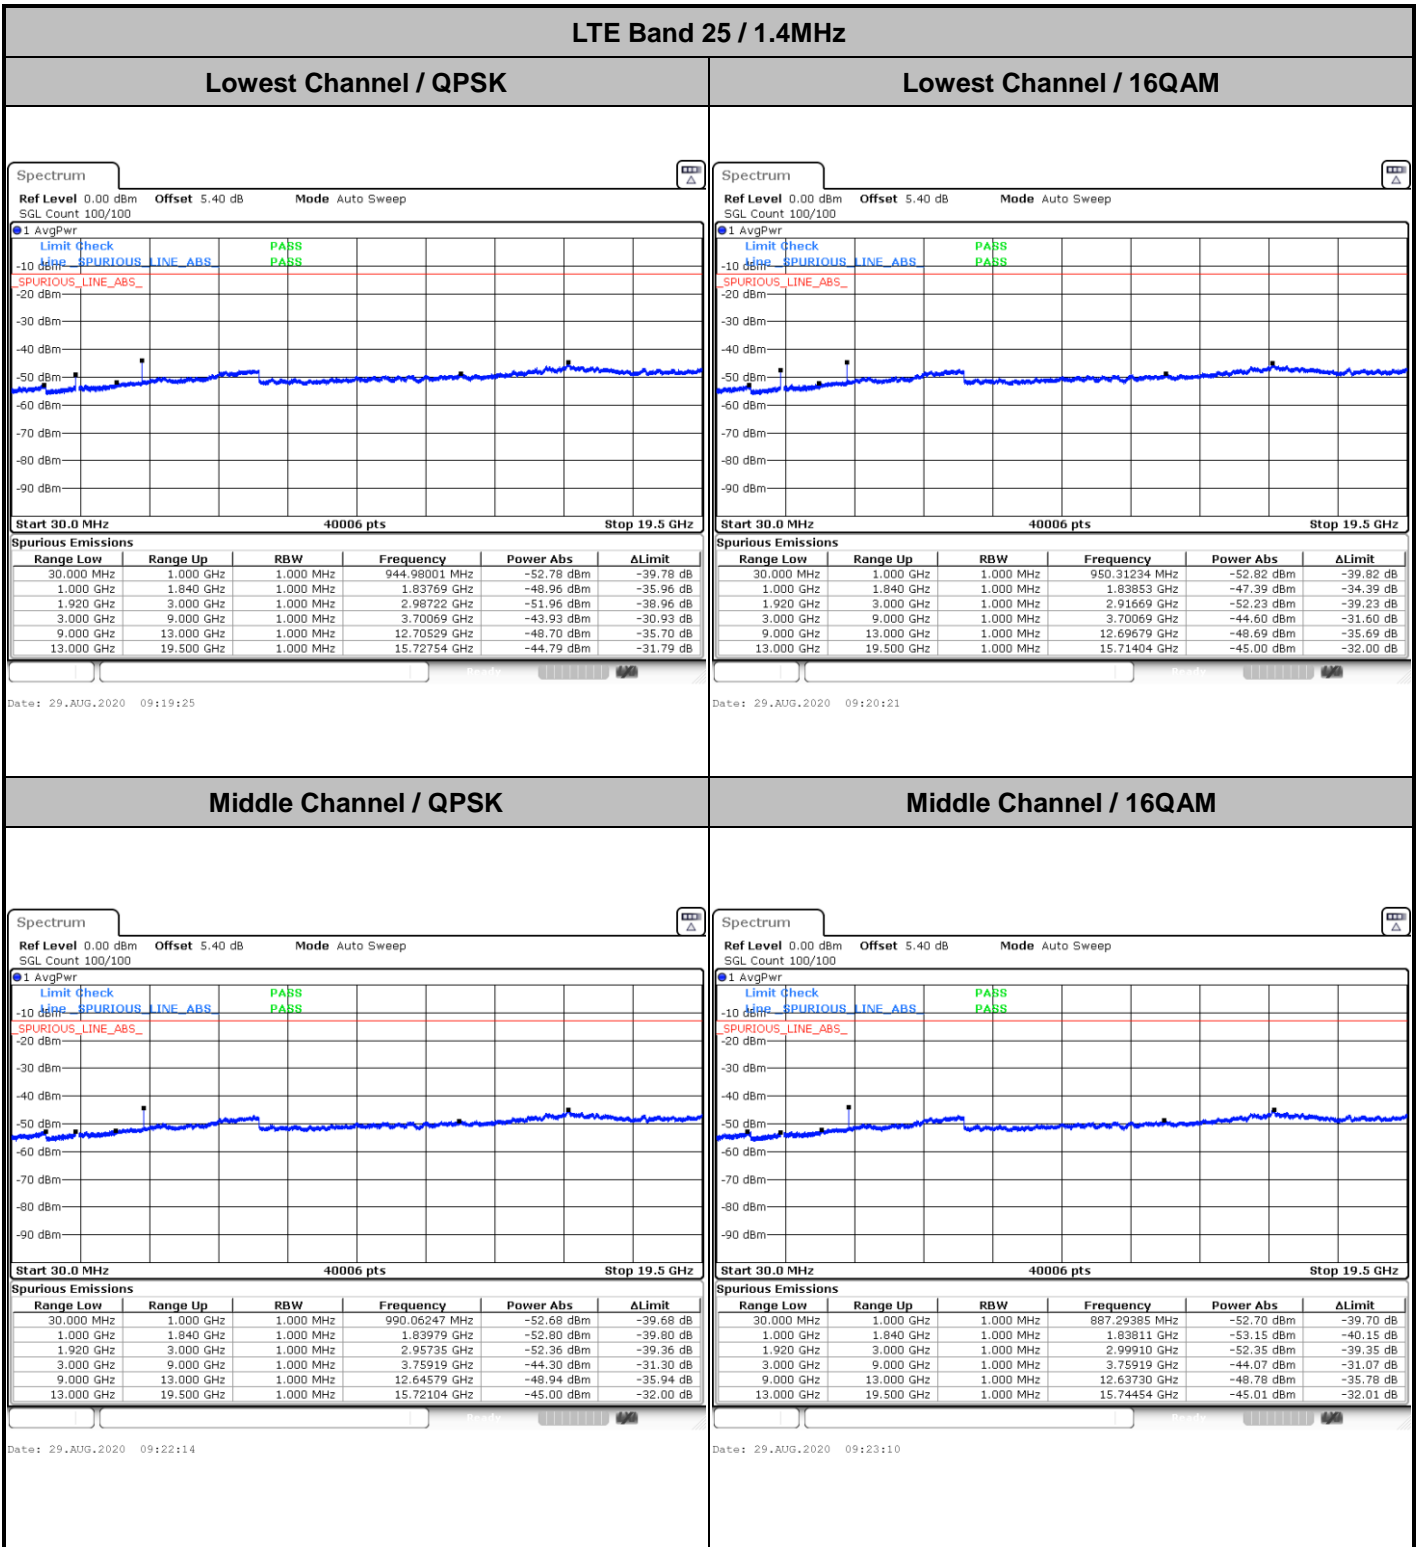 LTE Band 25 / 1.4MHz
Lowest Channel / QPSK
Lowest Channel / 16QAM
Spectrum
Ref Level 0.00 dBm Offset 5.40 dB Mode Auto Sweep
SGL Count 100/100
1 AvgPwr
Limit Check PASS
Line _SPURIOUS_LINE_ABS_ PASS
-10 dBm
_SPURIOUS_LINE_ABS_
-20 dBm
-30 dBm
-40 dBm
-50 dBm
-60 dBm
-70 dBm
-80 dBm
-90 dBm
Start 30.0 MHz 40006 pts Stop 19.5 GHz
Spurious Emissions
Range Low Range Up RBW Frequency Power Abs ΔLimit
30.000 MHz 1.000 GHz 1.000 MHz 944.98001 MHz -52.78 dBm -39.78 dB
1.000 GHz 1.840 GHz 1.000 MHz 1.83769 GHz -48.96 dBm -35.96 dB
1.920 GHz 3.000 GHz 1.000 MHz 2.98722 GHz -51.96 dBm -38.96 dB
3.000 GHz 9.000 GHz 1.000 MHz 3.70069 GHz -43.93 dBm -30.93 dB
9.000 GHz 13.000 GHz 1.000 MHz 12.70529 GHz -48.70 dBm -35.70 dB
13.000 GHz 19.500 GHz 1.000 MHz 15.72754 GHz -44.79 dBm -31.79 dB
Ready
Date: 29.AUG.2020 09:19:25
Spectrum
Ref Level 0.00 dBm Offset 5.40 dB Mode Auto Sweep
SGL Count 100/100
1 AvgPwr
Limit Check PASS
Line _SPURIOUS_LINE_ABS_ PASS
-10 dBm
_SPURIOUS_LINE_ABS_
-20 dBm
-30 dBm
-40 dBm
-50 dBm
-60 dBm
-70 dBm
-80 dBm
-90 dBm
Start 30.0 MHz 40006 pts Stop 19.5 GHz
Spurious Emissions
Range Low Range Up RBW Frequency Power Abs ΔLimit
30.000 MHz 1.000 GHz 1.000 MHz 950.31234 MHz -52.82 dBm -39.82 dB
1.000 GHz 1.840 GHz 1.000 MHz 1.83853 GHz -47.39 dBm -34.39 dB
1.920 GHz 3.000 GHz 1.000 MHz 2.91669 GHz -52.23 dBm -39.23 dB
3.000 GHz 9.000 GHz 1.000 MHz 3.70069 GHz -44.60 dBm -31.60 dB
9.000 GHz 13.000 GHz 1.000 MHz 12.69679 GHz -48.69 dBm -35.69 dB
13.000 GHz 19.500 GHz 1.000 MHz 15.71404 GHz -45.00 dBm -32.00 dB
Ready
Date: 29.AUG.2020 09:20:21
Middle Channel / QPSK
Middle Channel / 16QAM
Spectrum
Ref Level 0.00 dBm Offset 5.40 dB Mode Auto Sweep
SGL Count 100/100
1 AvgPwr
Limit Check PASS
Line _SPURIOUS_LINE_ABS_ PASS
-10 dBm
_SPURIOUS_LINE_ABS_
-20 dBm
-30 dBm
-40 dBm
-50 dBm
-60 dBm
-70 dBm
-80 dBm
-90 dBm
Start 30.0 MHz 40006 pts Stop 19.5 GHz
Spurious Emissions
Range Low Range Up RBW Frequency Power Abs ΔLimit
30.000 MHz 1.000 GHz 1.000 MHz 990.06247 MHz -52.68 dBm -39.68 dB
1.000 GHz 1.840 GHz 1.000 MHz 1.83979 GHz -52.80 dBm -39.80 dB
1.920 GHz 3.000 GHz 1.000 MHz 2.95735 GHz -52.36 dBm -39.36 dB
3.000 GHz 9.000 GHz 1.000 MHz 3.75919 GHz -44.30 dBm -31.30 dB
9.000 GHz 13.000 GHz 1.000 MHz 12.64579 GHz -48.94 dBm -35.94 dB
13.000 GHz 19.500 GHz 1.000 MHz 15.72104 GHz -45.00 dBm -32.00 dB
Ready
Date: 29.AUG.2020 09:22:14
Spectrum
Ref Level 0.00 dBm Offset 5.40 dB Mode Auto Sweep
SGL Count 100/100
1 AvgPwr
Limit Check PASS
Line _SPURIOUS_LINE_ABS_ PASS
-10 dBm
_SPURIOUS_LINE_ABS_
-20 dBm
-30 dBm
-40 dBm
-50 dBm
-60 dBm
-70 dBm
-80 dBm
-90 dBm
Start 30.0 MHz 40006 pts Stop 19.5 GHz
Spurious Emissions
Range Low Range Up RBW Frequency Power Abs ΔLimit
30.000 MHz 1.000 GHz 1.000 MHz 887.29385 MHz -52.70 dBm -39.70 dB
1.000 GHz 1.840 GHz 1.000 MHz 1.83811 GHz -53.15 dBm -40.15 dB
1.920 GHz 3.000 GHz 1.000 MHz 2.99910 GHz -52.35 dBm -39.35 dB
3.000 GHz 9.000 GHz 1.000 MHz 3.75919 GHz -44.07 dBm -31.07 dB
9.000 GHz 13.000 GHz 1.000 MHz 12.63730 GHz -48.78 dBm -35.78 dB
13.000 GHz 19.500 GHz 1.000 MHz 15.74454 GHz -45.01 dBm -32.01 dB
Ready
Date: 29.AUG.2020 09:23:10